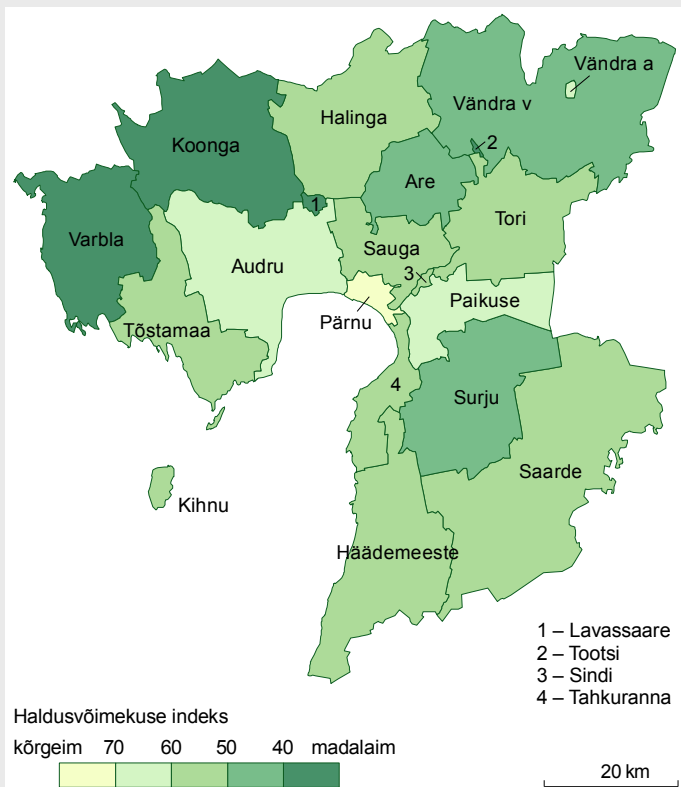 Vändra a
Vändra v
Halinga
Koonga
2
Are
1
Tori
Varbla
Sauga
Audru
3
Paikuse
Pärnu
Tõstamaa
4
Surju
Saarde
Kihnu
Häädemeeste
1 – Lavassaare
2 – Tootsi
3 – Sindi
4 – Tahkuranna
Haldusvõimekuse indeks
kõrgeim 70 60 50 40 madalaim
20 km